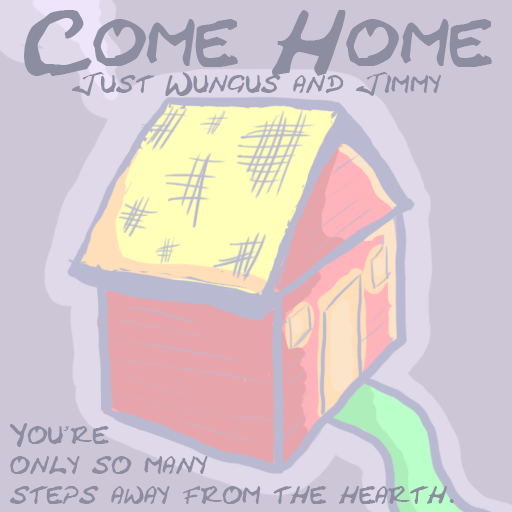 Come Home
Just Wungus and Jimmy
You're
only so many
steps away from the hearth.